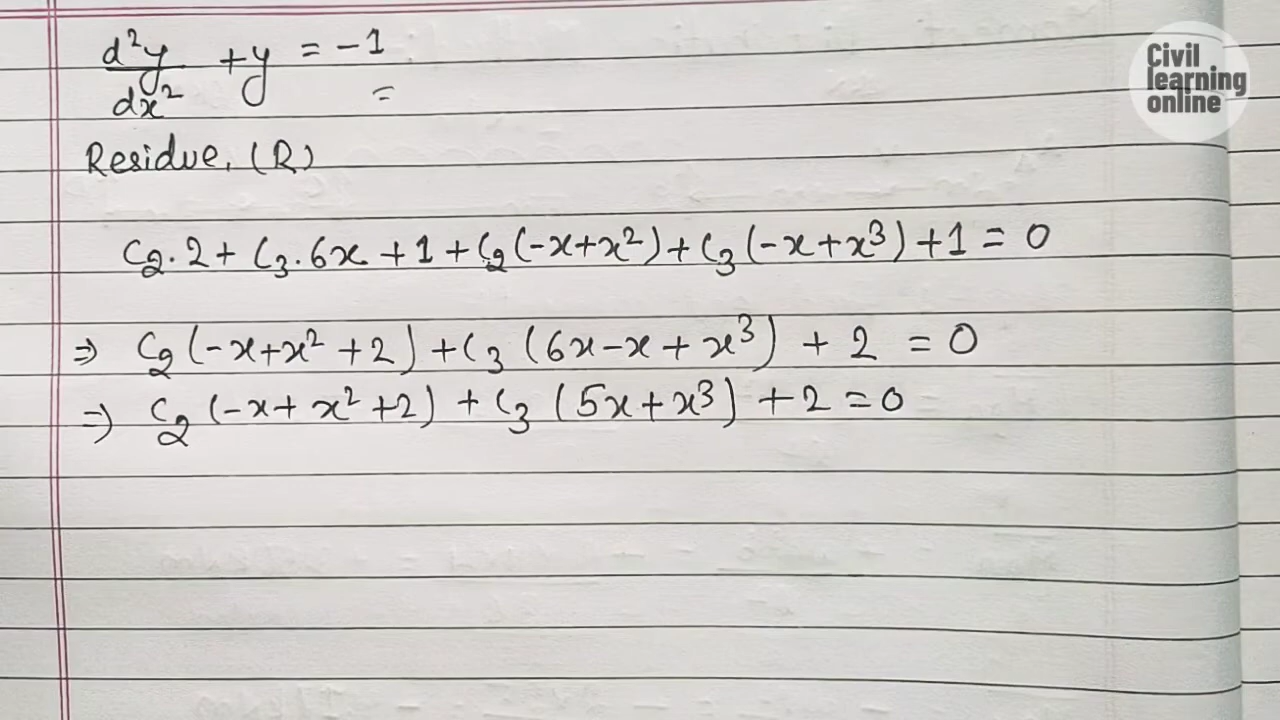 d²y/dx² + y = -1
=
Residue, (R)
C₂.2 + C₃.6x + 1 + C₂(-x+x²) + C₃(-x+x³) + 1 = 0
⇒ C₂(-x+x²+2) + C₃(6x-x+x³) + 2 = 0
⇒ C₂(-x+x²+2) + C₃(5x+x³) + 2 = 0
Civil
learning
online